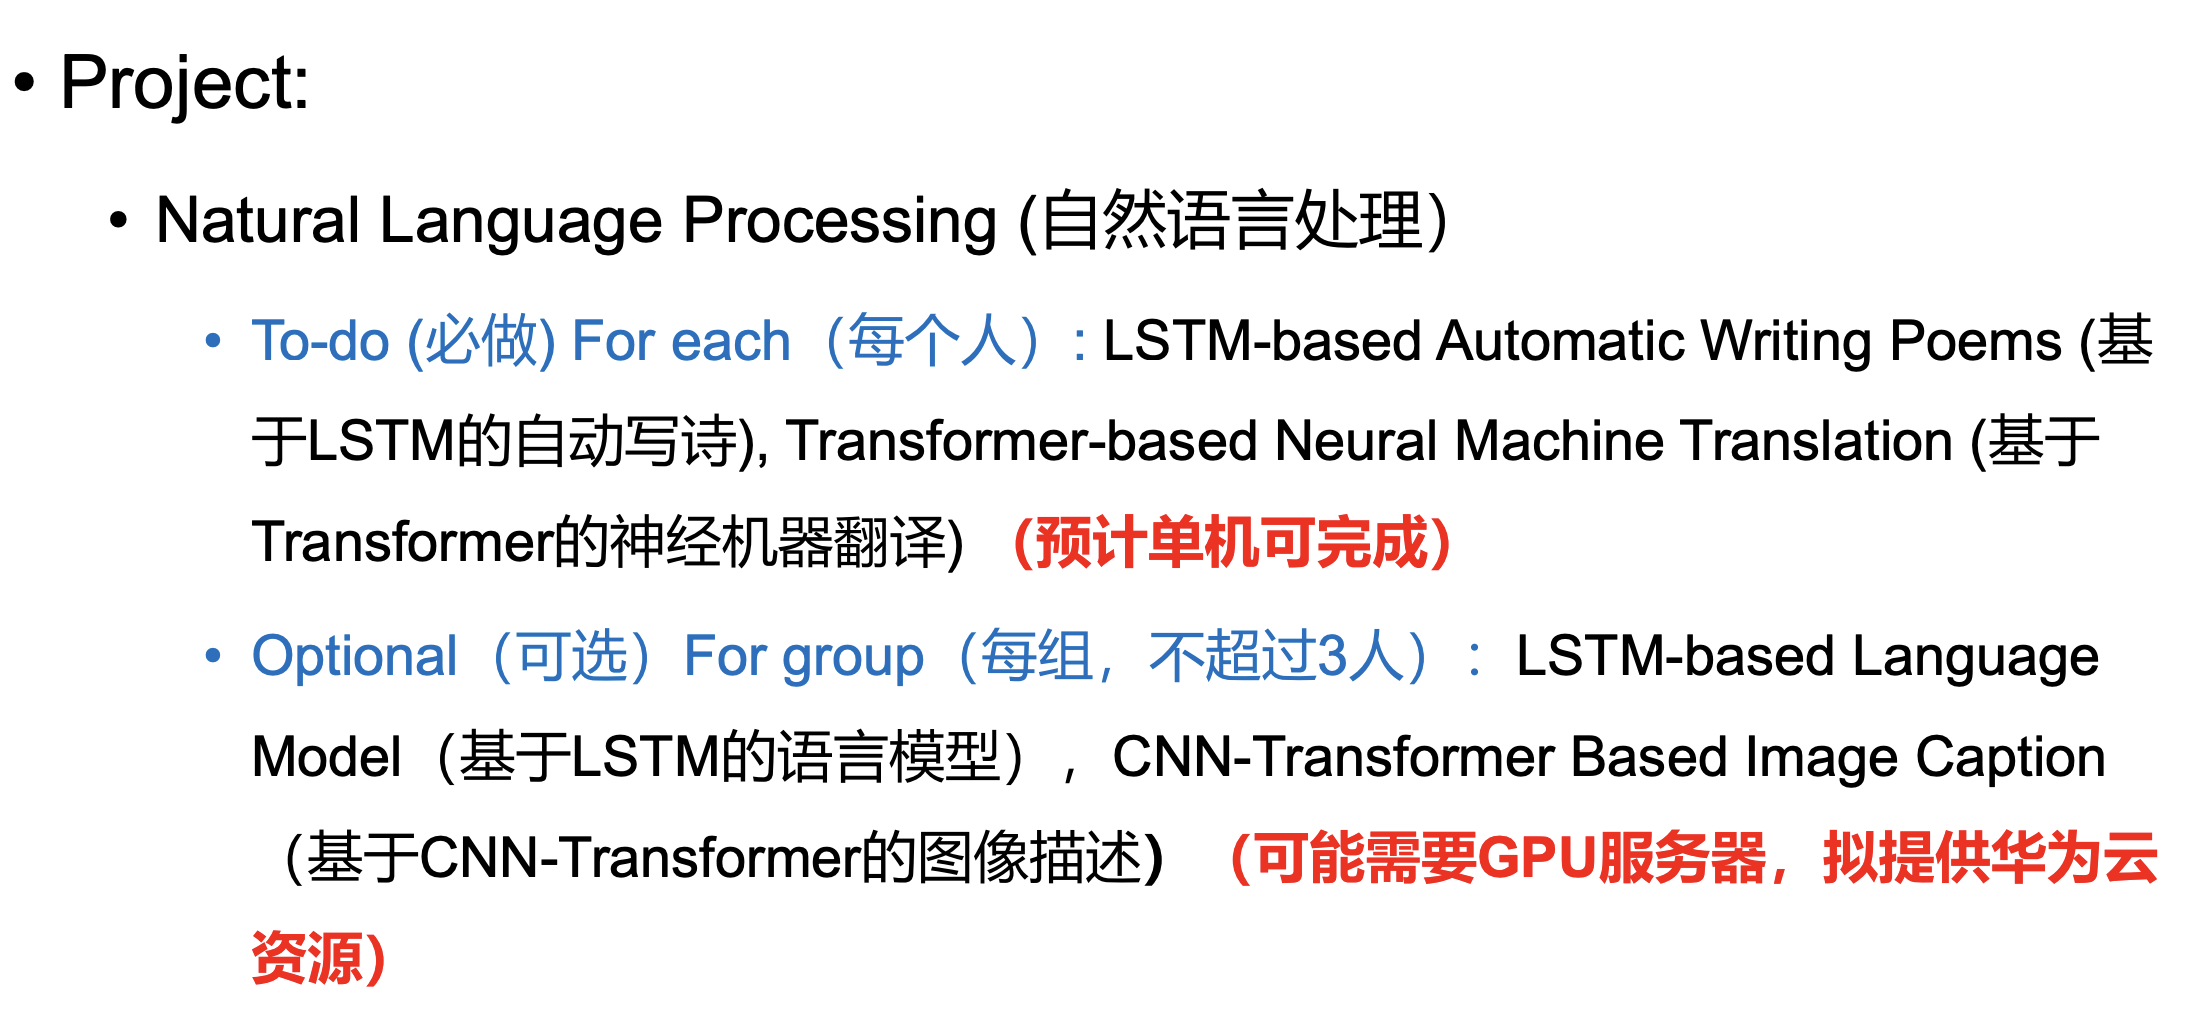 • Project:
• Natural Language Processing (自然语言处理）
• To-do (必做) For each（每个人）: LSTM-based Automatic Writing Poems (基
于LSTM的自动写诗), Transformer-based Neural Machine Translation (基于
Transformer的神经机器翻译) （预计单机可完成）
• Optional（可选）For group（每组，不超过3人）： LSTM-based Language
Model（基于LSTM的语言模型），CNN-Transformer Based Image Caption
（基于CNN-Transformer的图像描述) （可能需要GPU服务器，拟提供华为云
资源）